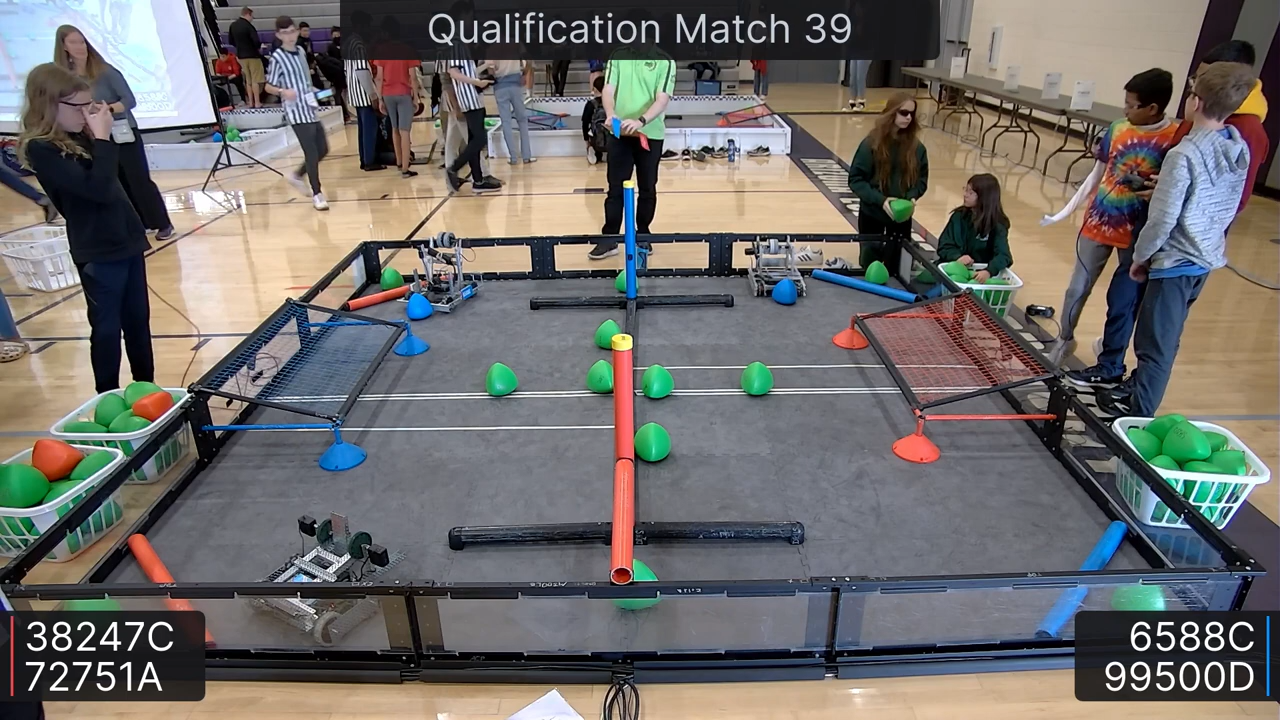 Qualification Match 39
38247C
72751A
6588C
99500D